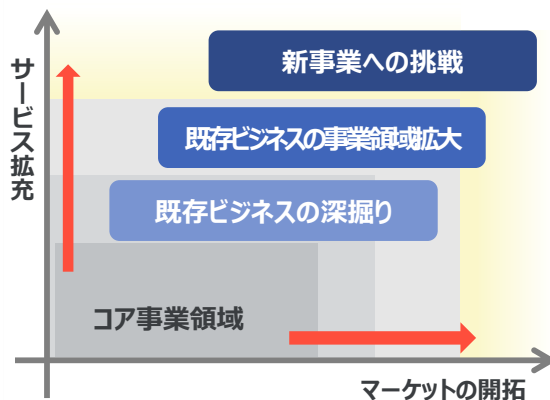 新事業への挑戦
サービス拡充
既存ビジネスの事業領域拡大
既存ビジネスの深掘り
コア事業領域
マーケットの開拓